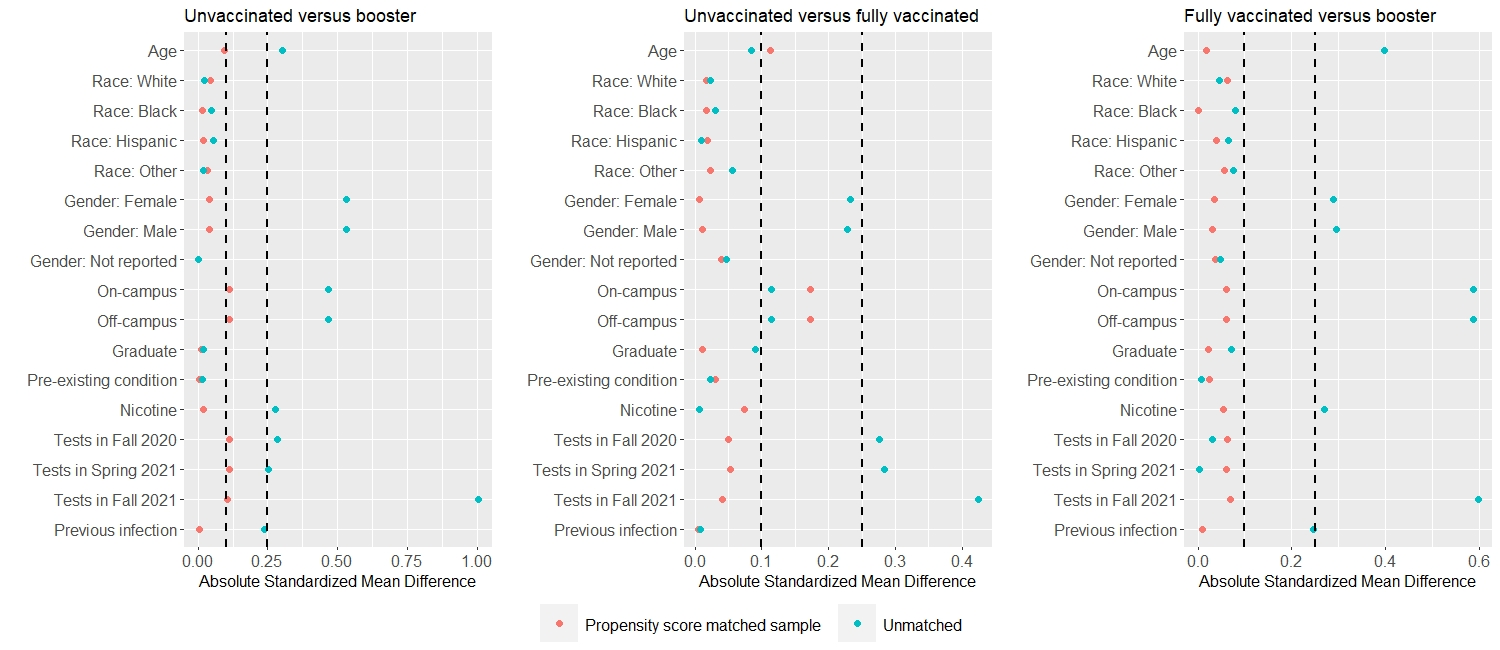 Unvaccinated versus booster
Age
Race: White
Race: Black
Race: Hispanic
Race: Other
Gender: Female
Gender: Male
Gender: Not reported
On-campus
Off-campus
Graduate
Pre-existing condition
Nicotine
Tests in Fall 2020
Tests in Spring 2021
Tests in Fall 2021
Previous infection
0.00 0.25 0.50 0.75 1.00
Absolute Standardized Mean Difference
Unvaccinated versus fully vaccinated
Age
Race: White
Race: Black
Race: Hispanic
Race: Other
Gender: Female
Gender: Male
Gender: Not reported
On-campus
Off-campus
Graduate
Pre-existing condition
Nicotine
Tests in Fall 2020
Tests in Spring 2021
Tests in Fall 2021
Previous infection
0.0 0.1 0.2 0.3 0.4
Absolute Standardized Mean Difference
Fully vaccinated versus booster
Age
Race: White
Race: Black
Race: Hispanic
Race: Other
Gender: Female
Gender: Male
Gender: Not reported
On-campus
Off-campus
Graduate
Pre-existing condition
Nicotine
Tests in Fall 2020
Tests in Spring 2021
Tests in Fall 2021
Previous infection
0.0 0.2 0.4 0.6
Absolute Standardized Mean Difference
Propensity score matched sample Unmatched